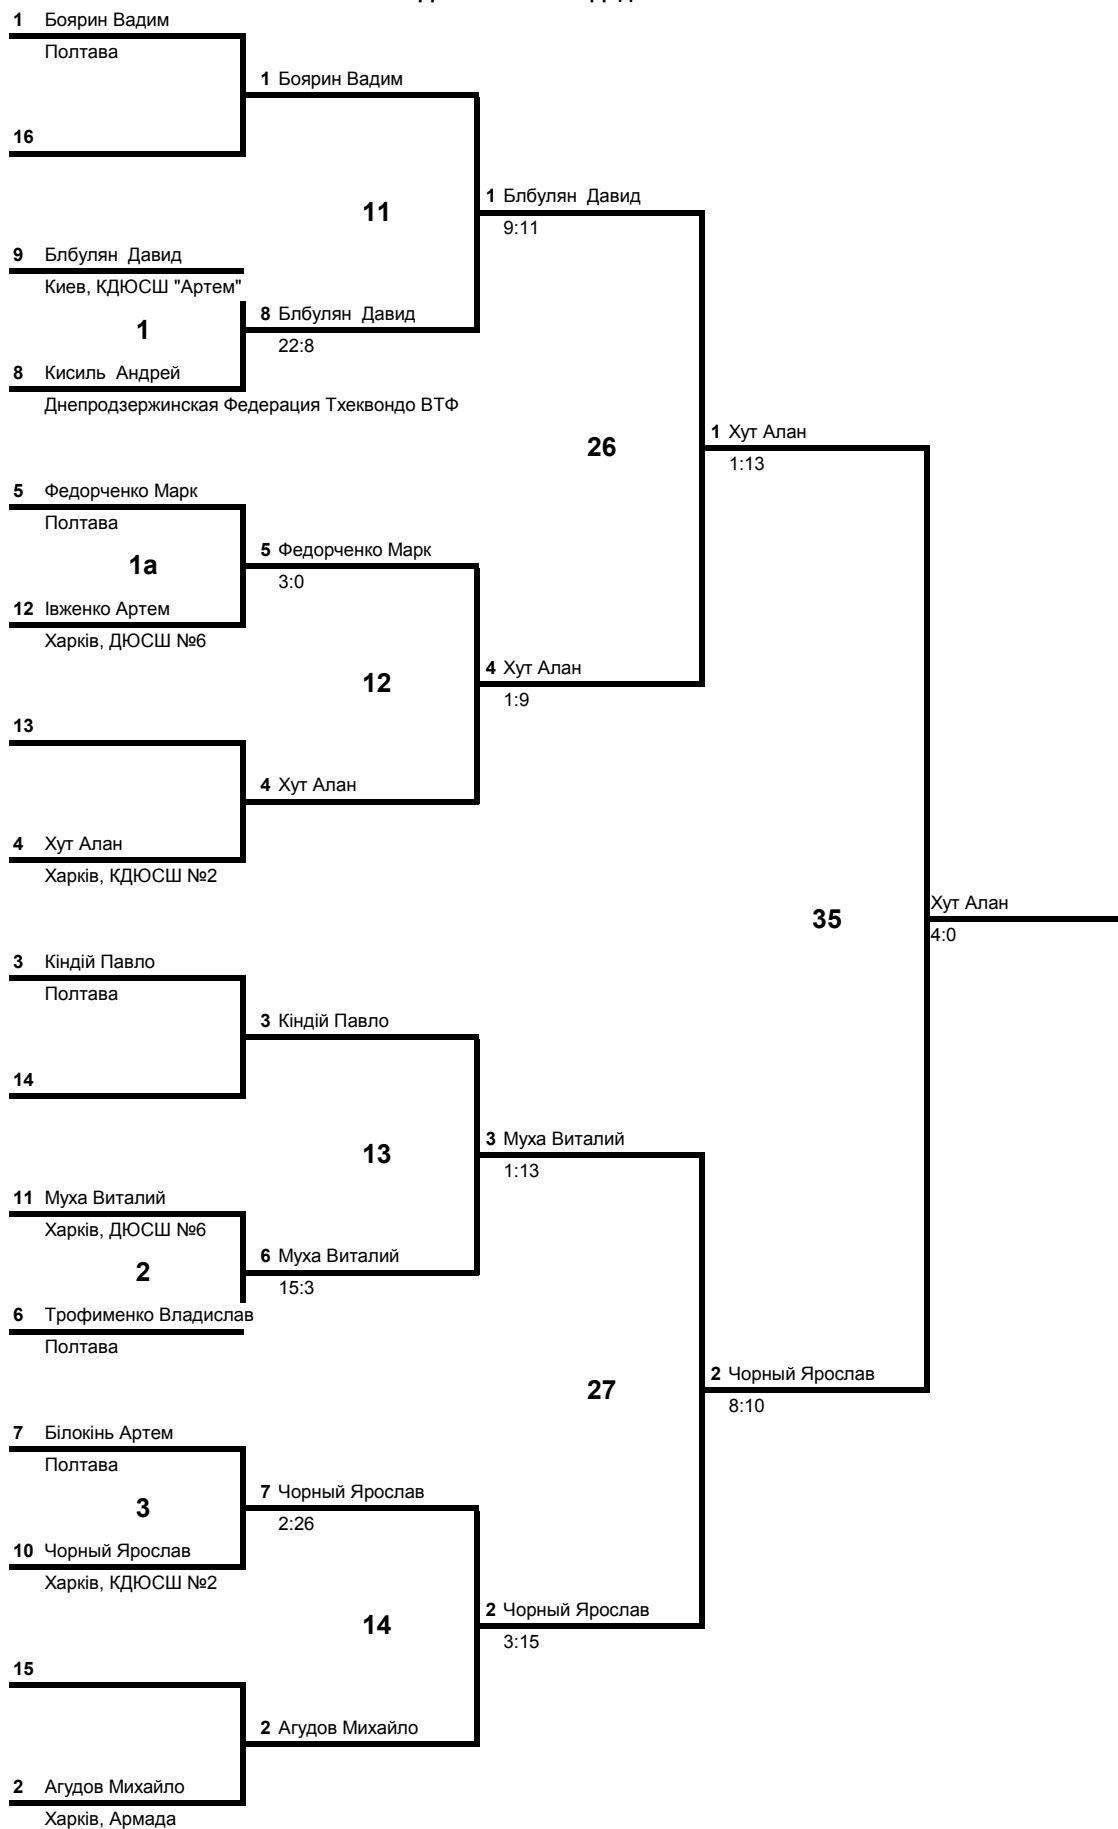 1 Боярин Вадим
Полтава
1 Боярин Вадим
16
11
1 Блбулян Давид
9:11
9 Блбулян Давид
Киев, КДЮСШ "Артем"
8 Блбулян Давид
1
22:8
8 Кисиль Андрей
Днепродзержинская Федерация Тхеквондо ВТФ
26
1 Хут Алан
1:13
5 Федорченко Марк
Полтава
5 Федорченко Марк
1а
3:0
12 Івженко Артем
Харків, ДЮСШ №6
12
4 Хут Алан
1:9
13
4 Хут Алан
4 Хут Алан
Харків, КДЮСШ №2
35
Хут Алан
4:0
3 Кіндій Павло
Полтава
3 Кіндій Павло
14
13
3 Муха Виталий
1:13
11 Муха Виталий
Харків, ДЮСШ №6
6 Муха Виталий
2
15:3
6 Трофименко Владислав
Полтава
27
2 Чорный Ярослав
8:10
7 Білокінь Артем
Полтава
7 Чорный Ярослав
3
2:26
10 Чорный Ярослав
Харків, КДЮСШ №2
14
2 Чорный Ярослав
3:15
15
2 Агудов Михайло
2 Агудов Михайло
Харків, Армада